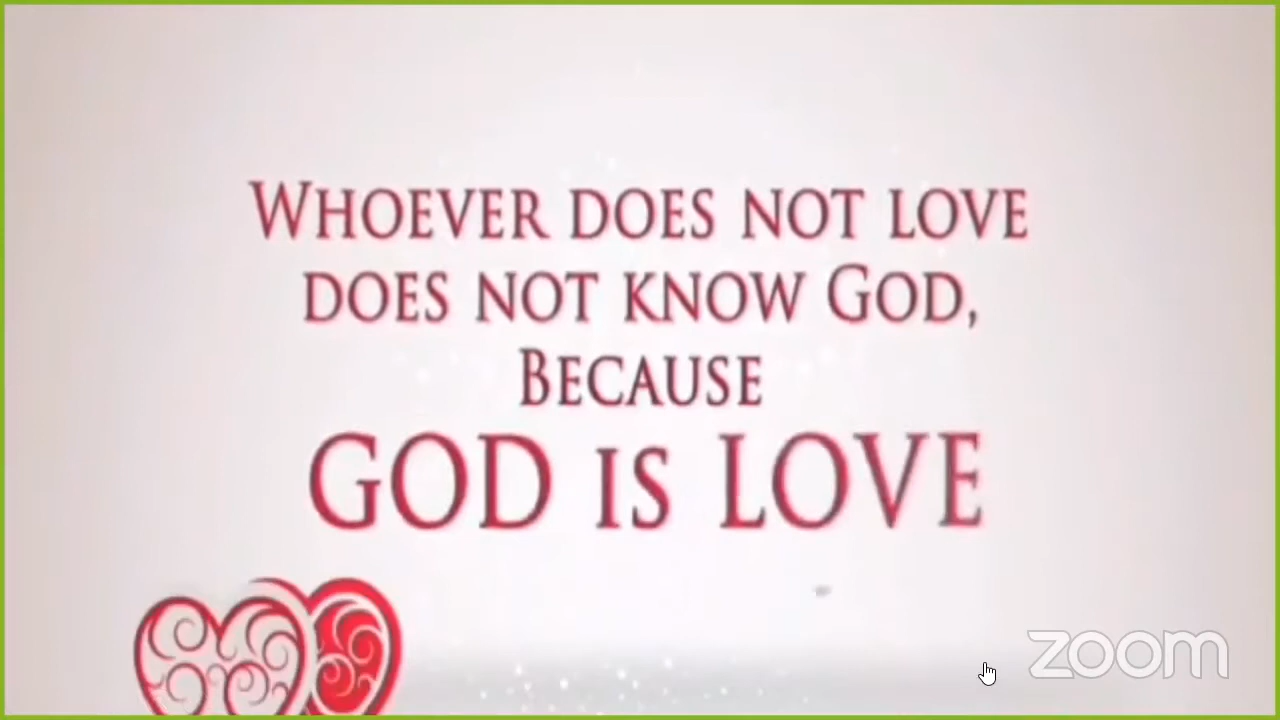 WHOEVER DOES NOT LOVE
DOES NOT KNOW GOD,
BECAUSE
GOD IS LOVE
zoom